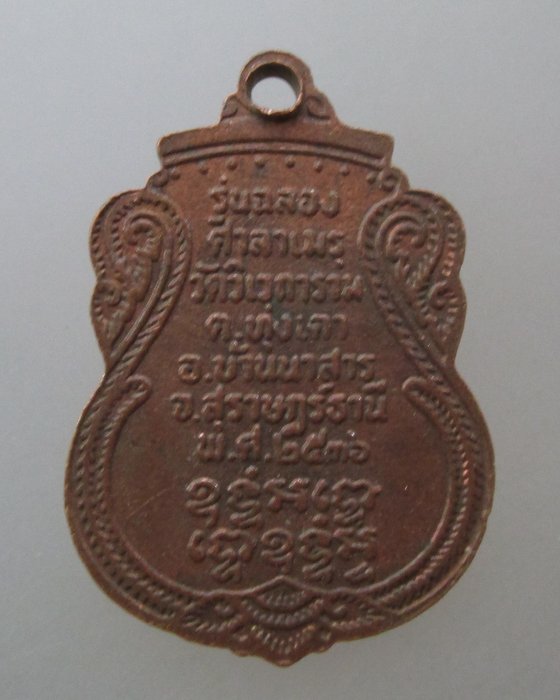 รุ่นฉลอง
ศาลาเมรุ
วัดวิเวการาม
ต.ทุ่งเตา
อ.บ้านนาสาร
จ.สุราษฎร์ธานี
พ.ศ.๒๕๓๖